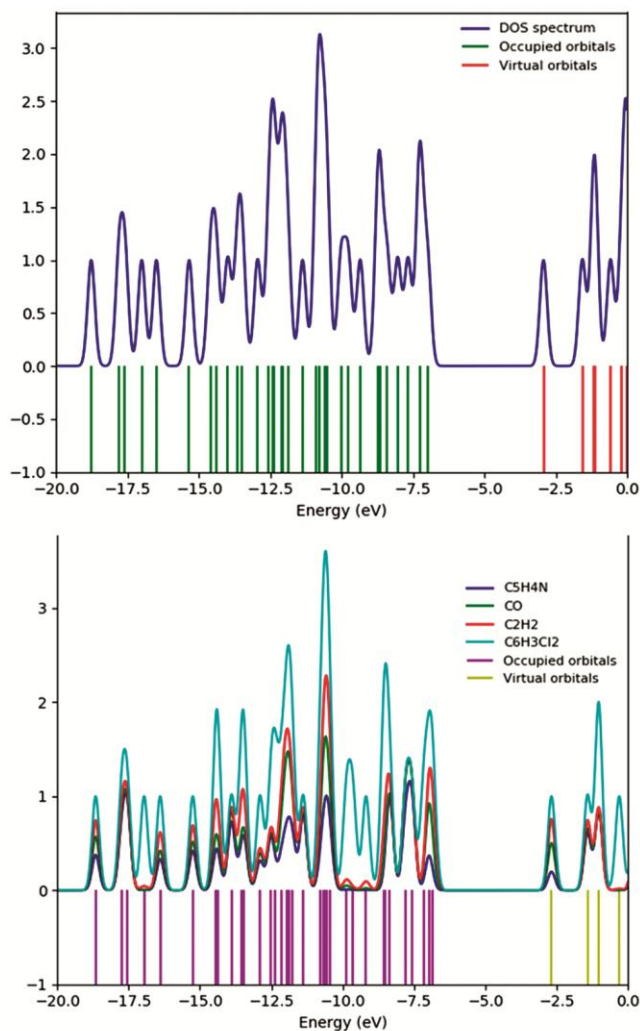 DOS spectrum
Occupied orbitals
Virtual orbitals
3.0
2.5
2.0
1.5
1.0
0.5
0.0
−0.5
−1.0
−20.0 −17.5 −15.0 −12.5 −10.0 −7.5 −5.0 −2.5 0.0
Energy (eV)
C5H4N
CO
C2H2
C6H3Cl2
Occupied orbitals
Virtual orbitals
3
2
1
0
−1
−20.0 −17.5 −15.0 −12.5 −10.0 −7.5 −5.0 −2.5 0.0
Energy (eV)